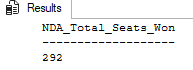 Results
NDA_Total_Seats_Won
-------------------
292